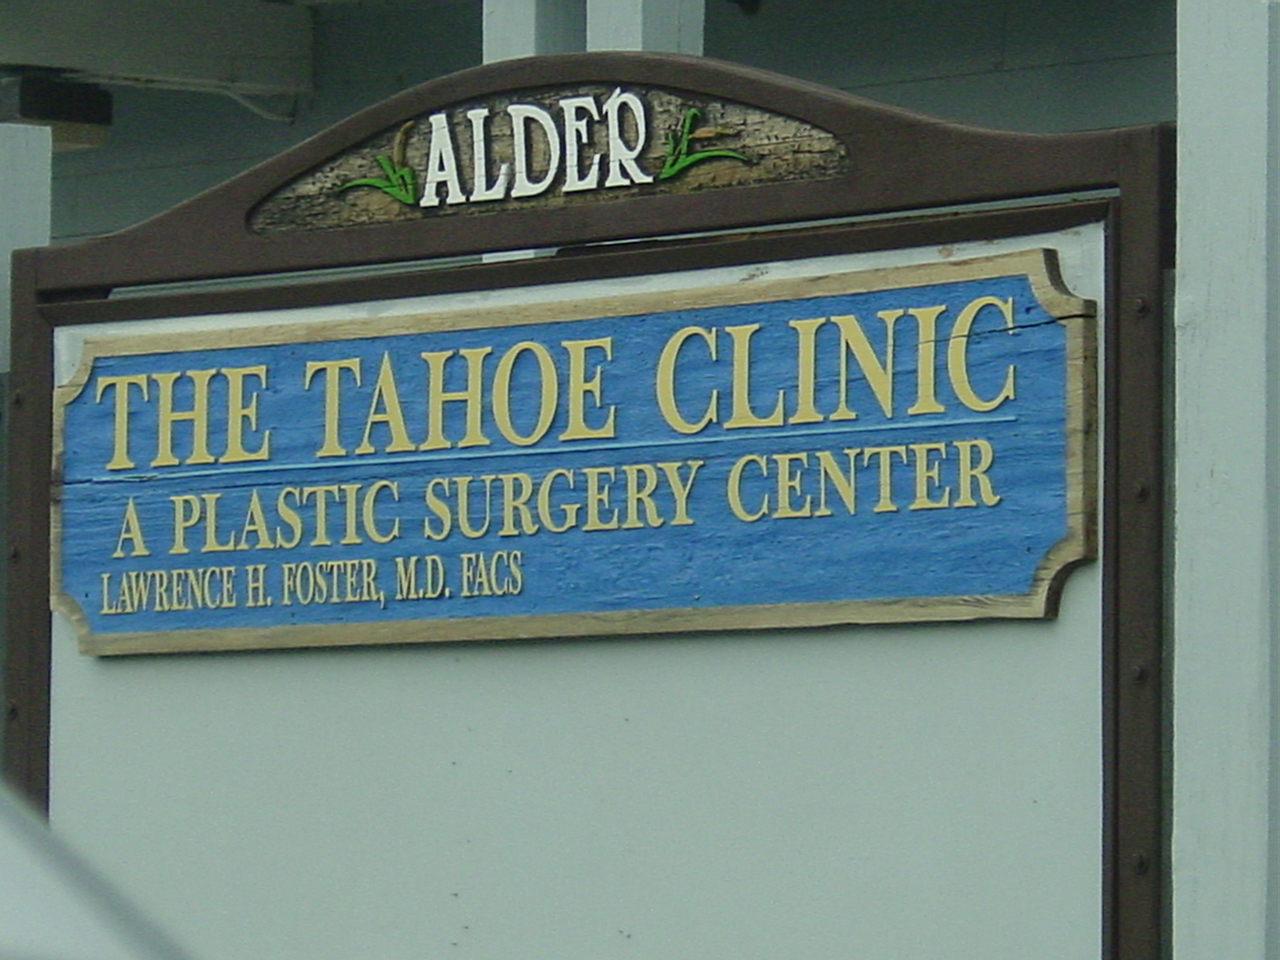 ALDER
THE TAHOE CLINIC
A PLASTIC SURGERY CENTER
LAWRENCE H. FOSTER, M.D. FACS